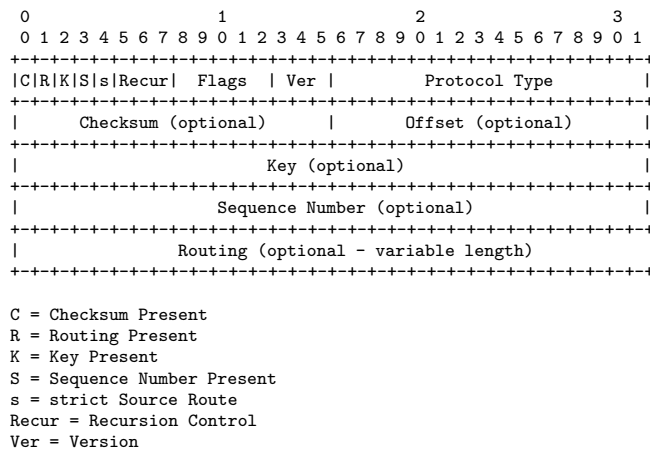 0                   1                   2                   3
0 1 2 3 4 5 6 7 8 9 0 1 2 3 4 5 6 7 8 9 0 1 2 3 4 5 6 7 8 9 0 1
+-+-+-+-+-+-+-+-+-+-+-+-+-+-+-+-+-+-+-+-+-+-+-+-+-+-+-+-+-+-+-+-+
|C|R|K|S|s|Recur|  Flags  | Ver |         Protocol Type         |
+-+-+-+-+-+-+-+-+-+-+-+-+-+-+-+-+-+-+-+-+-+-+-+-+-+-+-+-+-+-+-+-+
|      Checksum (optional)      |       Offset (optional)       |
+-+-+-+-+-+-+-+-+-+-+-+-+-+-+-+-+-+-+-+-+-+-+-+-+-+-+-+-+-+-+-+-+
|                         Key (optional)                        |
+-+-+-+-+-+-+-+-+-+-+-+-+-+-+-+-+-+-+-+-+-+-+-+-+-+-+-+-+-+-+-+-+
|                    Sequence Number (optional)                 |
+-+-+-+-+-+-+-+-+-+-+-+-+-+-+-+-+-+-+-+-+-+-+-+-+-+-+-+-+-+-+-+-+
|                Routing (optional - variable length)
+-+-+-+-+-+-+-+-+-+-+-+-+-+-+-+-+-+-+-+-+-+-+-+-+-+-+-+-+-+-+-+-+
C = Checksum Present
R = Routing Present
K = Key Present
S = Sequence Number Present
s = strict Source Route
Recur = Recursion Control
Ver = Version